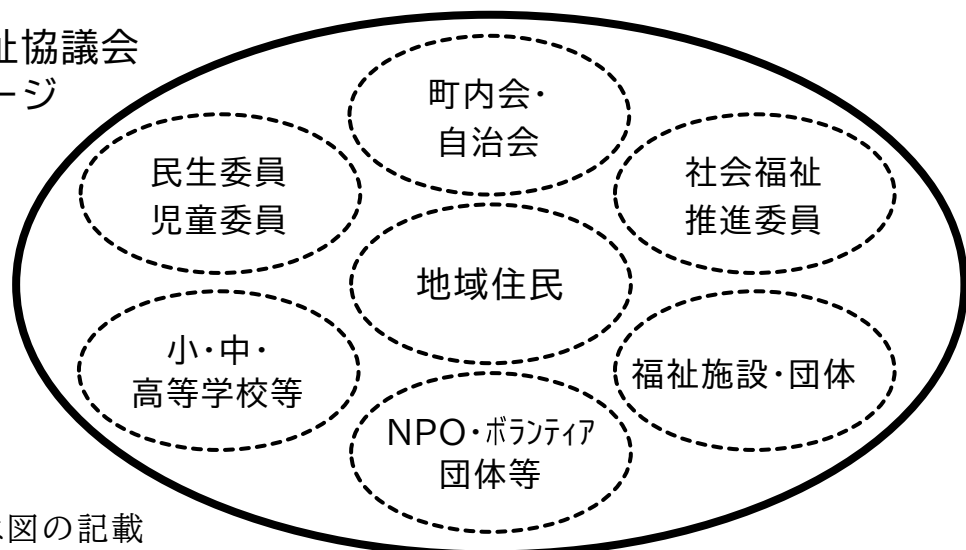 祉協議会
ージ
町内会・
自治会
民生委員
児童委員
社会福祉
推進委員
地域住民
小・中・
高等学校等
福祉施設・団体
NPO・ボランティア
団体等
図の記載